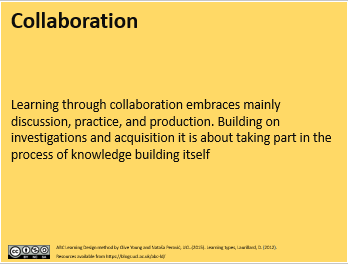 Collaboration
Learning through collaboration embraces mainly
discussion, practice, and production. Building on
investigations and acquisition it is about taking part in the
process of knowledge building itself
ABC Learning Design method by Clive Young and Nataša Perović, UCL. (2015). Learning types, Laurillard, D. (2012).
Resources available from https://blogs.ucl.ac.uk/abc-ld/